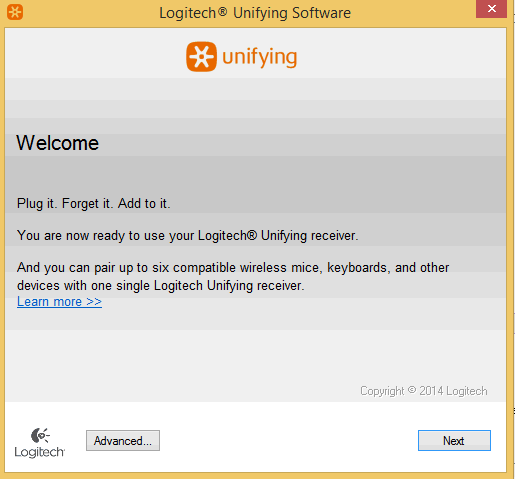 Logitech® Unifying Software
unifying
Welcome
Plug it. Forget it. Add to it.
You are now ready to use your Logitech® Unifying receiver.
And you can pair up to six compatible wireless mice, keyboards, and other
devices with one single Logitech Unifying receiver.
Learn more >>
Copyright © 2014 Logitech
Logitech
Advanced...
Next